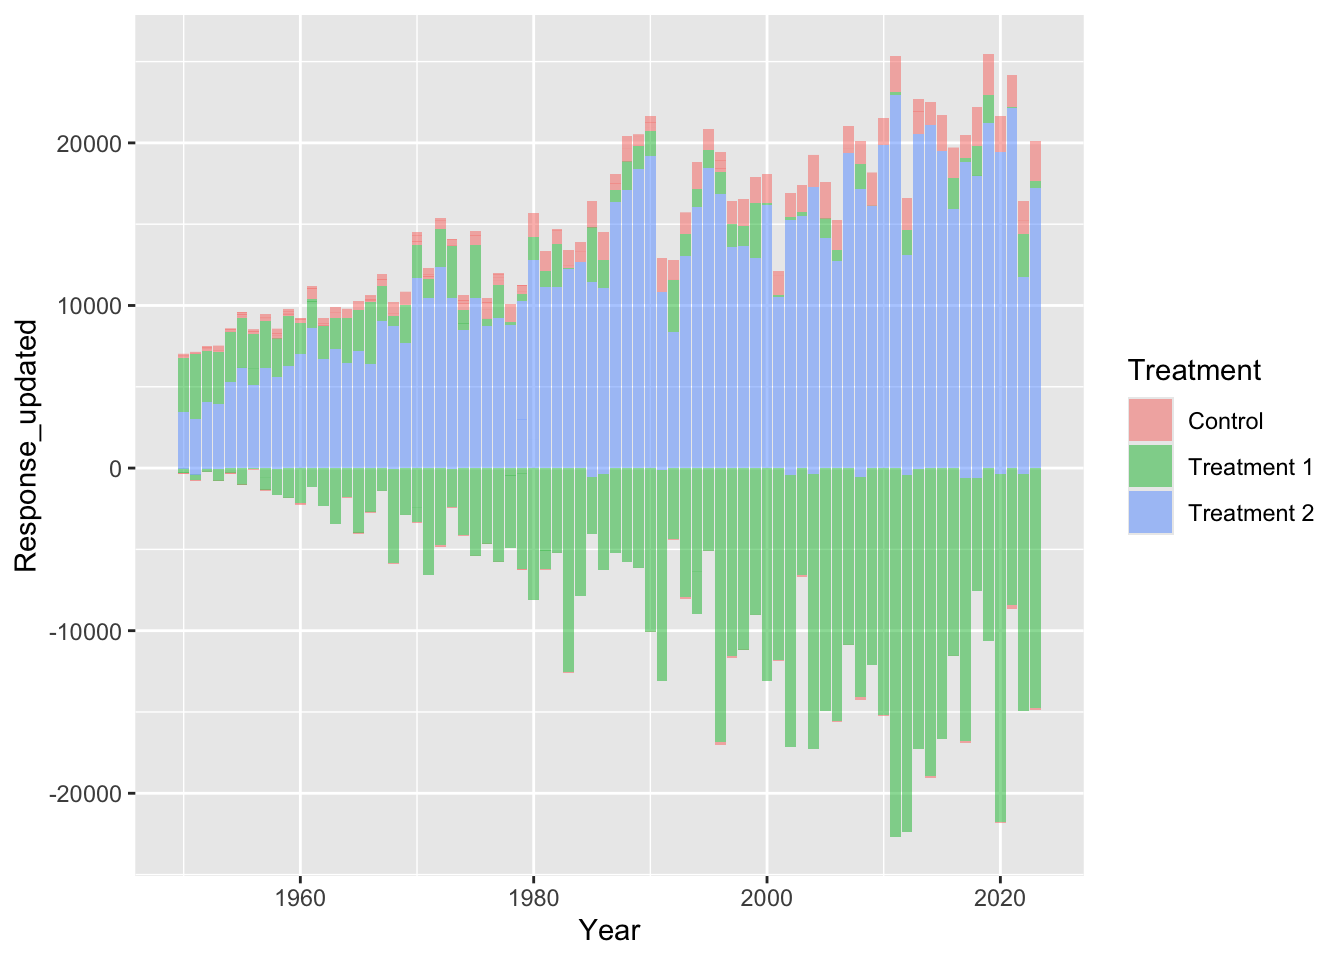 20000
10000
0
-10000
-20000
Response_updated
1960
1980
2000
2020
Year
Treatment
Control
Treatment 1
Treatment 2